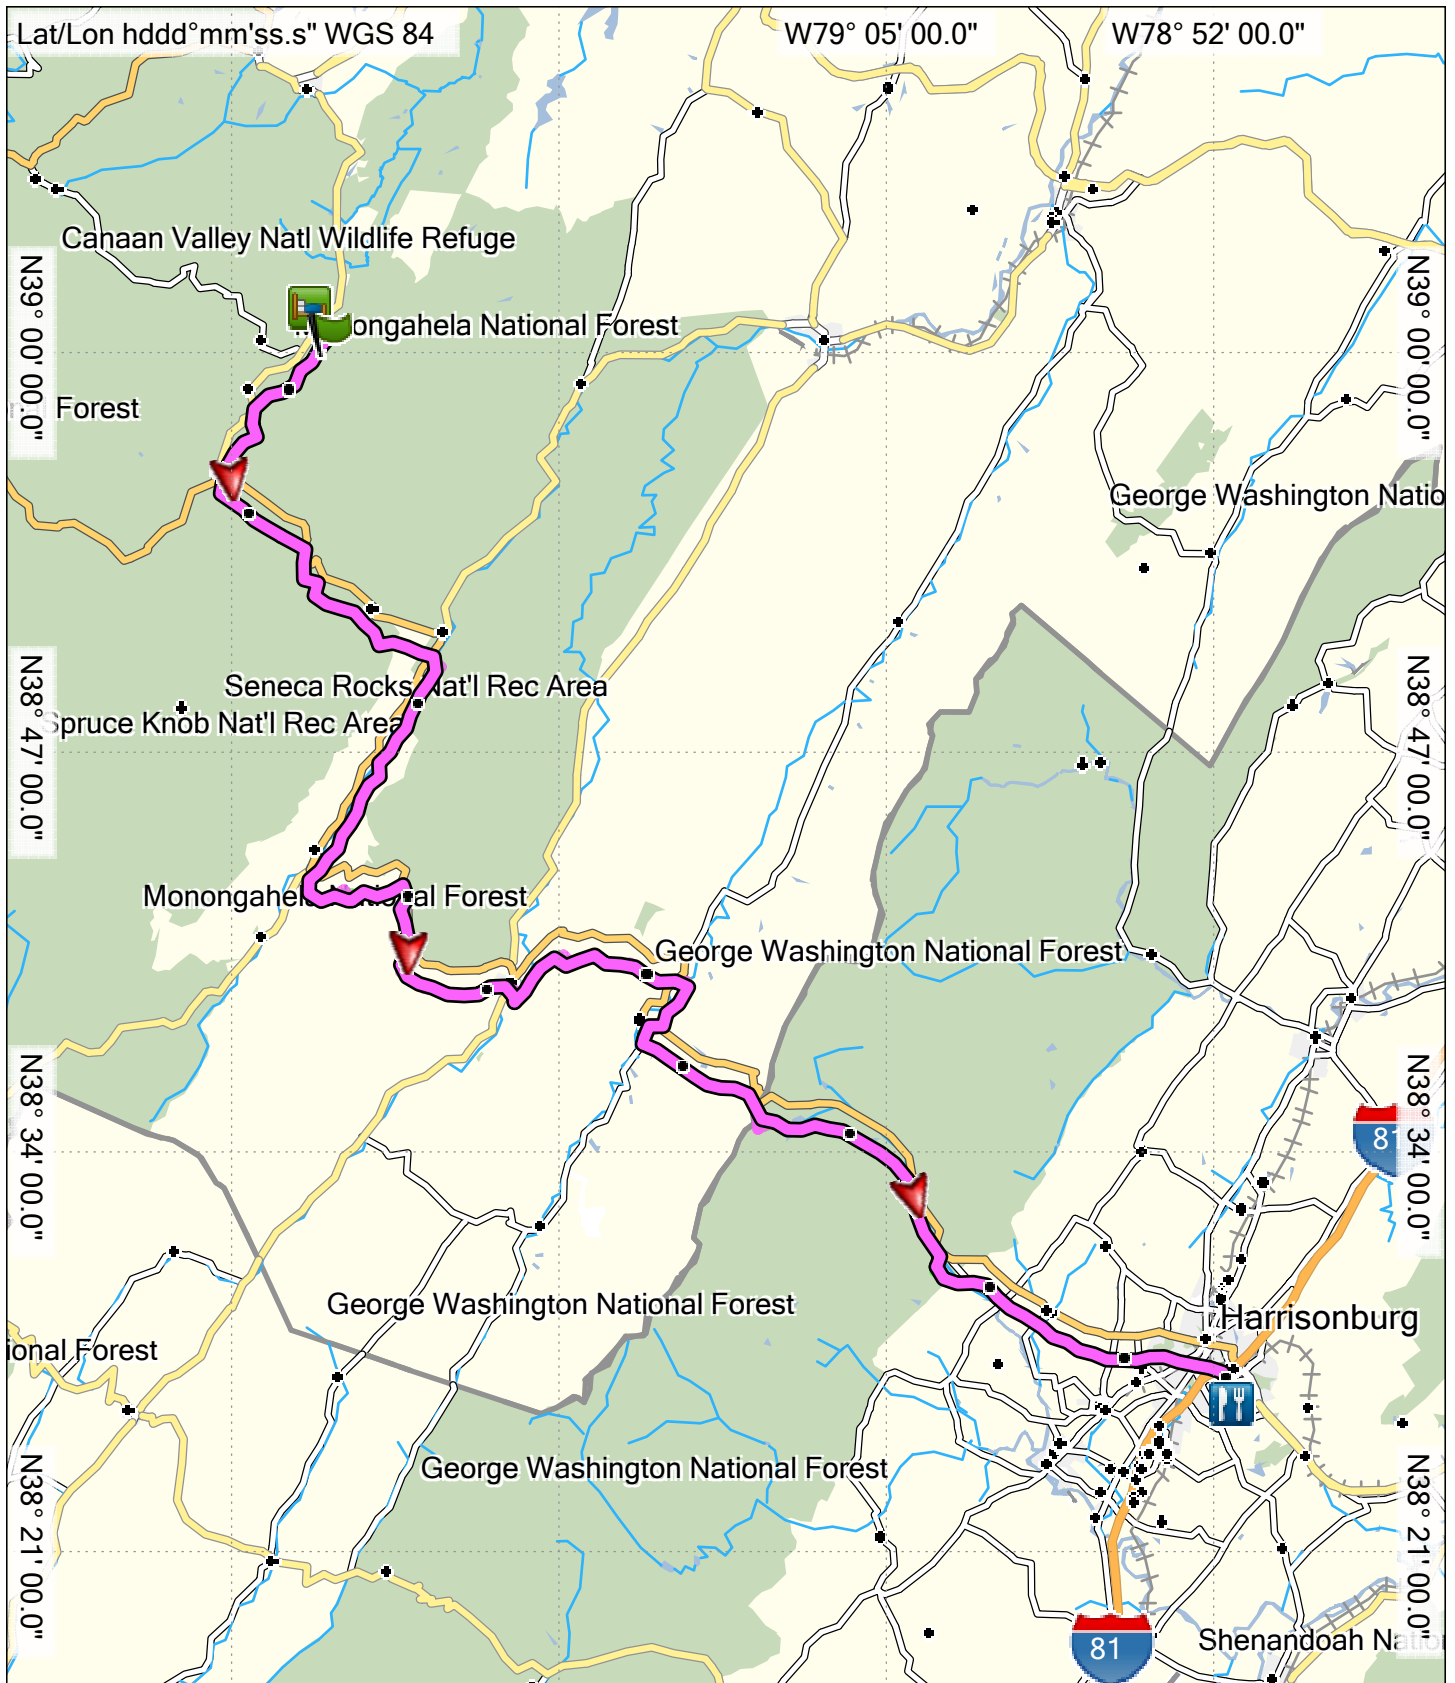 Lat/Lon hddd°mm'ss.s" WGS 84
W79° 05' 00.0"
W78° 52' 00.0"
Canaan Valley Natl Wildlife Refuge
N39° 00' 00.0"
N39° 00' 00.0"
ongahela National Forest
Forest
George Washington Natio
Seneca Rocks Nat'l Rec Area
Spruce Knob Nat'l Rec Area
N38° 47' 00.0"
N38° 47' 00.0"
Monongahela National Forest
George Washington National Forest
N38° 34' 00.0"
N38° 34' 00.0"
81
George Washington National Forest
Harrisonburg
ional Forest
George Washington National Forest
N38° 21' 00.0"
N38° 21' 00.0"
81
Shenandoah Natio